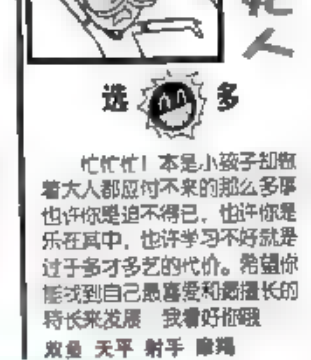 忙
人
选 多
忙忙忙！本是小孩子却做
着大人都应付不来的那么多事
也许你是迫不得已，也许你是
乐在其中，也许学习不好就是
过于多才多艺的代价。希望你
能找到自己最喜爱和最擅长的
特长来发展 我看好你哦
双鱼 天平 射手 摩羯